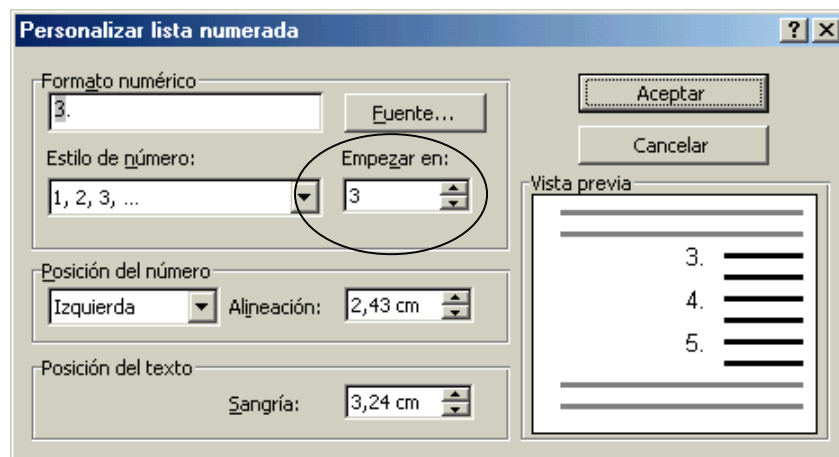 Personalizar lista numerada
Formato numérico
3.
Fuente...
Estilo de número:
Empezar en:
1, 2, 3, ...
3
Posición del número
Izquierda
Alineación:
2,43 cm
Posición del texto
Sangría:
3,24 cm
Aceptar
Cancelar
Vista previa
3.
4.
5.